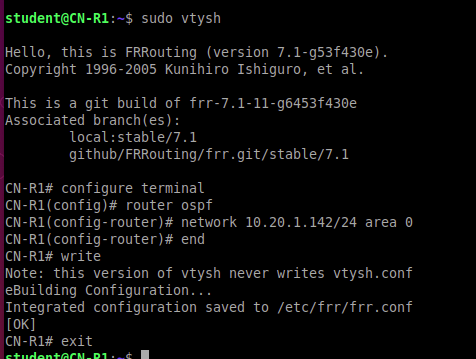 student@CN-R1:~$ sudo vtysh
Hello, this is FRRouting (version 7.1-g53f430e).
Copyright 1996-2005 Kunihiro Ishiguro, et al.
This is a git build of frr-7.1-11-g6453f430e
Associated branch(es):
local:stable/7.1
github/FRRouting/frr.git/stable/7.1
CN-R1# configure terminal
CN-R1(config)# router ospf
CN-R1(config-router)# network 10.20.1.142/24 area 0
CN-R1(config-router)# end
CN-R1# write
Note: this version of vtysh never writes vtysh.conf
eBuilding Configuration...
Integrated configuration saved to /etc/frr/frr.conf
[OK]
CN-R1# exit
student@CN-R1:~$